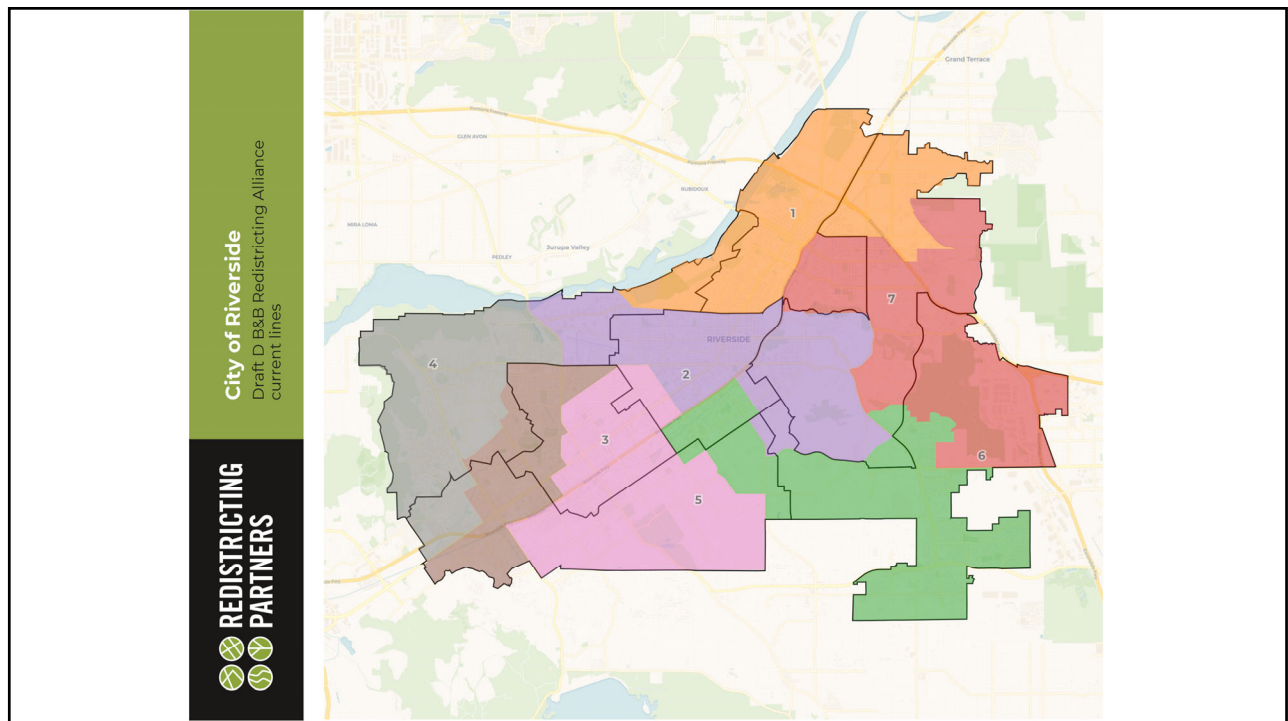 City of Riverside
Draft D B&B Redistricting Alliance
current lines
REDISTRICTING
PARTNERS
Grand Terrace
GLEN AVON
RUBIDOUX
MIRA LOMA
Jurupa Valley
PEDLEY
RIVERSIDE
1
7
4
2
3
6
5